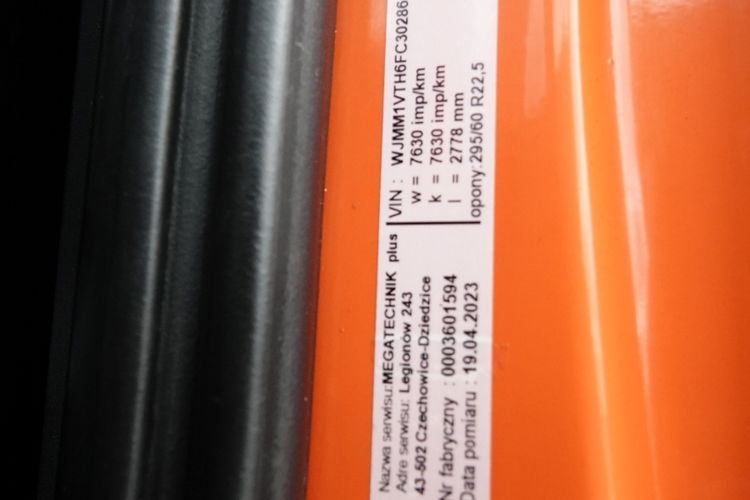 Nazwa serwisu:MEGATECHNIK plus
Adre serwisu: Legionów 243
43-502 Czechowice-Dziedzice
Nr fabryczny : 0003601594
Data pomiaru : 19.04.2023
VIN : WJMM1VTH6FC30286
w = 7630 imp/km
k = 7630 imp/km
l = 2778 mm
opony:295/60 R22,5